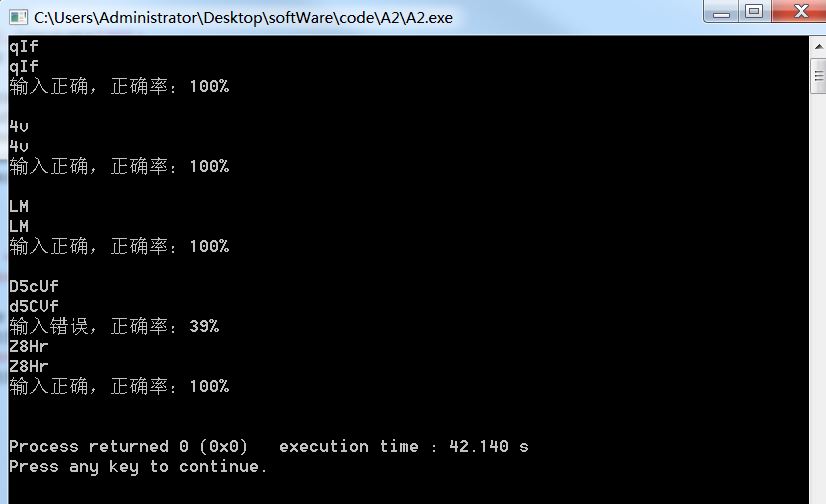 C:\Users\Administrator\Desktop\softWare\code\A2\A2.exe
qIf
qIf
输入正确，正确率：100%
4v
4v
输入正确，正确率：100%
LM
LM
输入正确，正确率：100%
D5cUf
d5CUf
输入错误，正确率：39%
Z8Hr
Z8Hr
输入正确，正确率：100%
Process returned 0 (0x0)   execution time : 42.140 s
Press any key to continue.